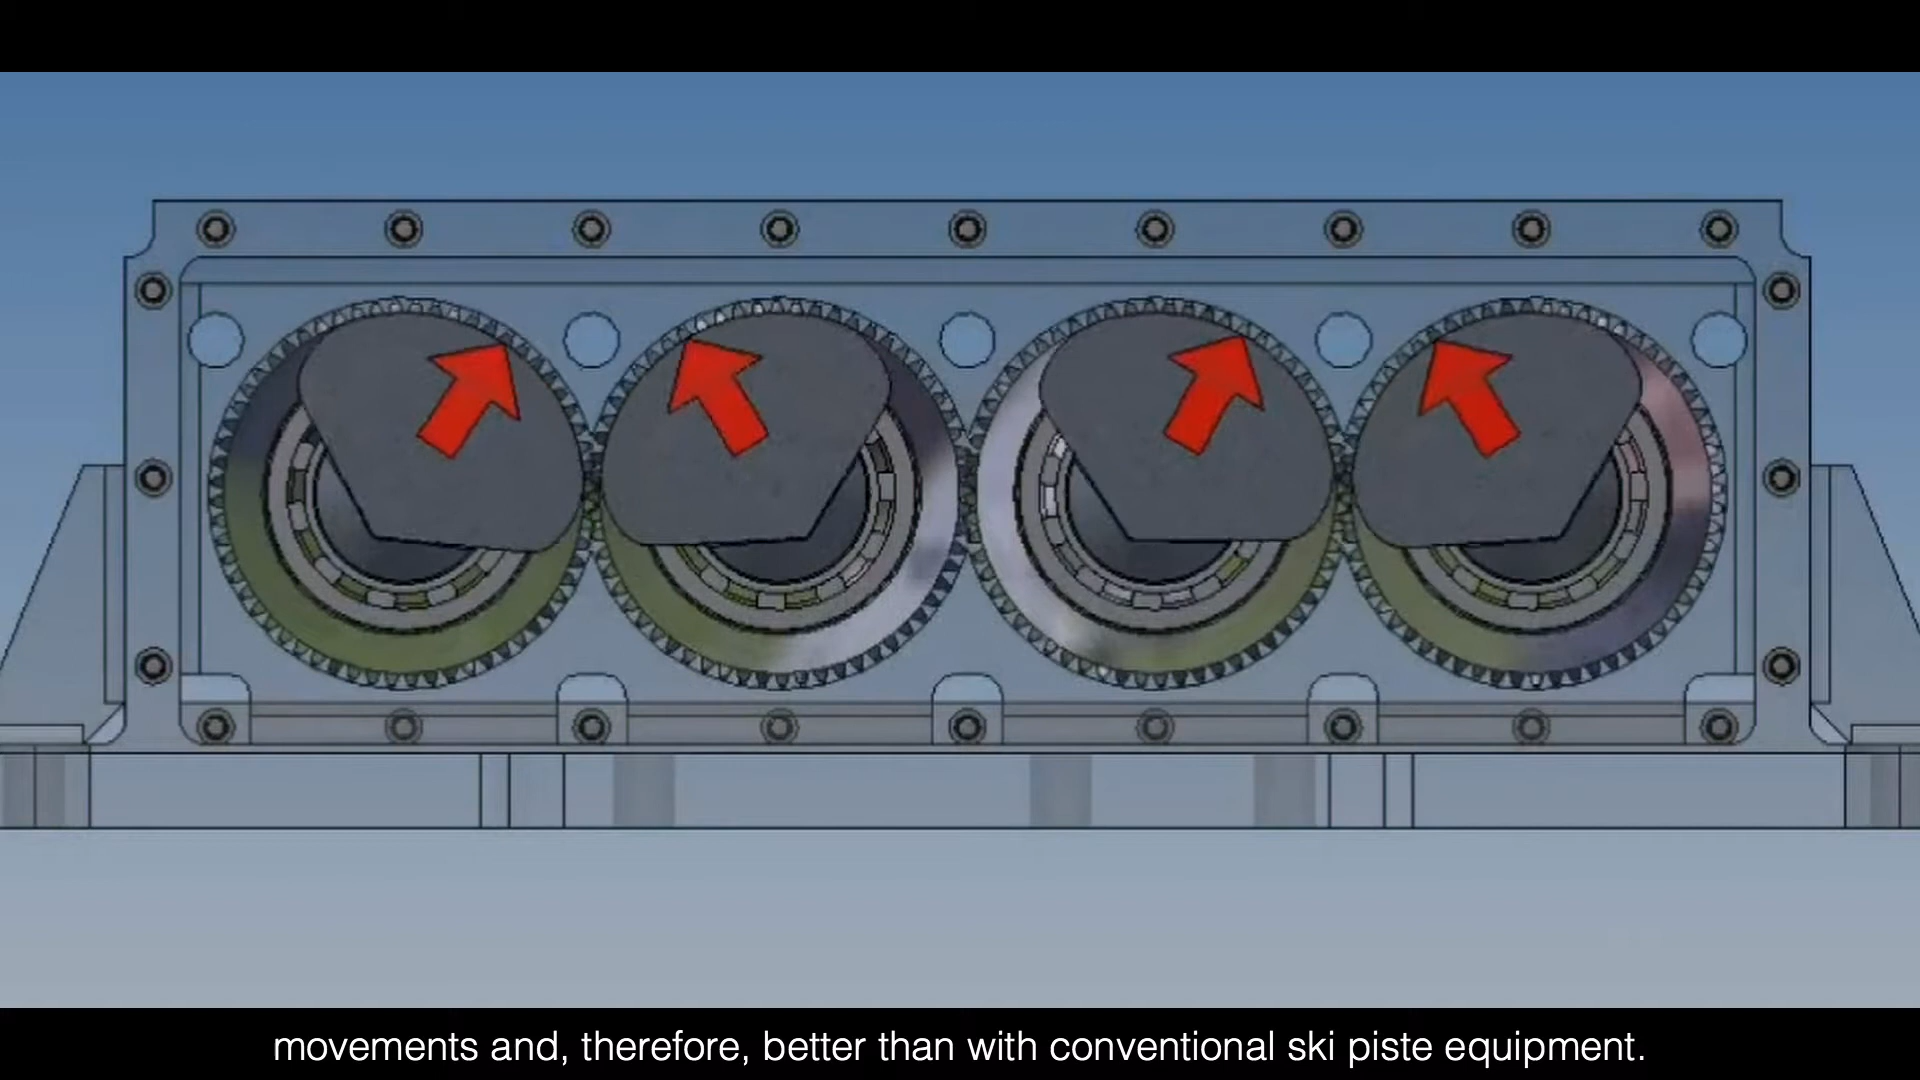 movements and, therefore, better than with conventional ski piste equipment.